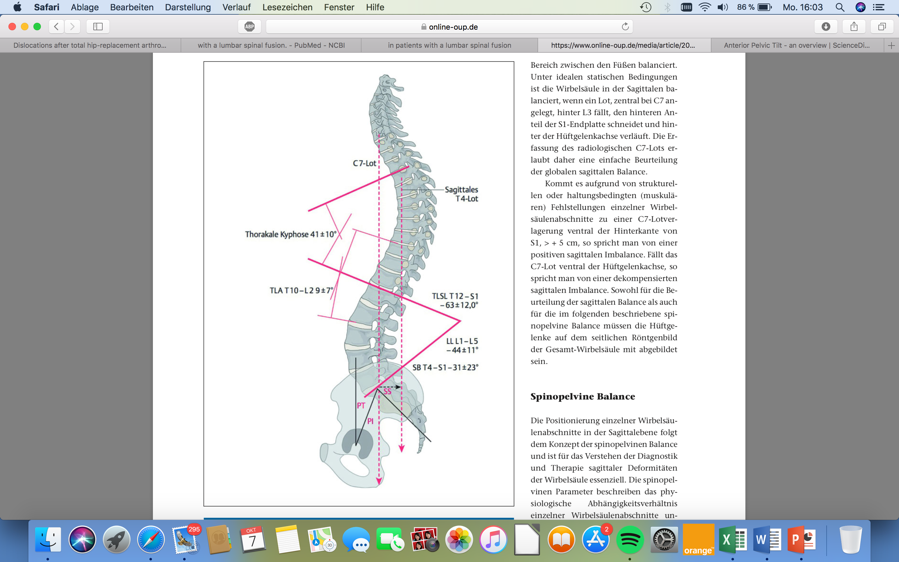 Safari Ablage Bearbeiten Darstellung Verlauf Lesezeichen Fenster Hilfe
86 % Mo. 16:03
online-oup.de
Dislocations after total hip-replacement arthro...
with a lumbar spinal fusion. - PubMed - NCBI
in patients with a lumbar spinal fusion
https://www.online-oup.de/media/article/20...
Anterior Pelvic Tilt - an overview | ScienceDi...
C7-Lot
Sagittales
T4-Lot
Thorakale Kyphose 41±10°
TLA T10–L2 9±7°
TLSL T12–S1
–63±12,0°
LL L1–L5
–44±11°
SB T4–S1–31±23°
SS
PT
PI
Bereich zwischen den Füßen balanciert.
Unter idealen statischen Bedingungen
ist die Wirbelsäule in der Sagittalen ba-
lanciert, wenn ein Lot, zentral bei C7 an-
gelegt, hinter L3 fällt, den hinteren An-
teil der S1-Endplatte schneidet und hin-
ter der Hüftgelenkachse verläuft. Die Er-
fassung des radiologischen C7-Lots er-
laubt daher eine einfache Beurteilung
der globalen sagittalen Balance.
Kommt es aufgrund von strukturel-
len oder haltungsbedingten (muskulä-
ren) Fehlstellungen einzelner Wirbel-
säulenabschnitte zu einer C7-Lotver-
lagerung ventral der Hinterkante von
S1, > + 5 cm, so spricht man von einer
positiven sagittalen Imbalance. Fällt das
C7-Lot ventral der Hüftgelenkachse, so
spricht man von einer dekompensierten
sagittalen Imbalance. Sowohl für die Be-
urteilung der sagittalen Balance als auch
für die im folgenden beschriebene spi-
nopelvine Balance müssen die Hüftge-
lenke auf dem seitlichen Röntgenbild
der Gesamt-Wirbelsäule mit abgebildet
sein.
Spinopelvine Balance
Die Positionierung einzelner Wirbelsäu-
lenabschnitte in der Sagittalebene folgt
dem Konzept der spinopelvinen Balance
und ist für das Verstehen der Diagnostik
und Therapie sagittaler Deformitäten
der Wirbelsäule essenziell. Die spinopel-
vinen Parameter beschreiben das phy-
siologische Abhängigkeitsverhältnis
einzelner Wirbelsäulenabschnitte un-
296
OKT
7
2
orange